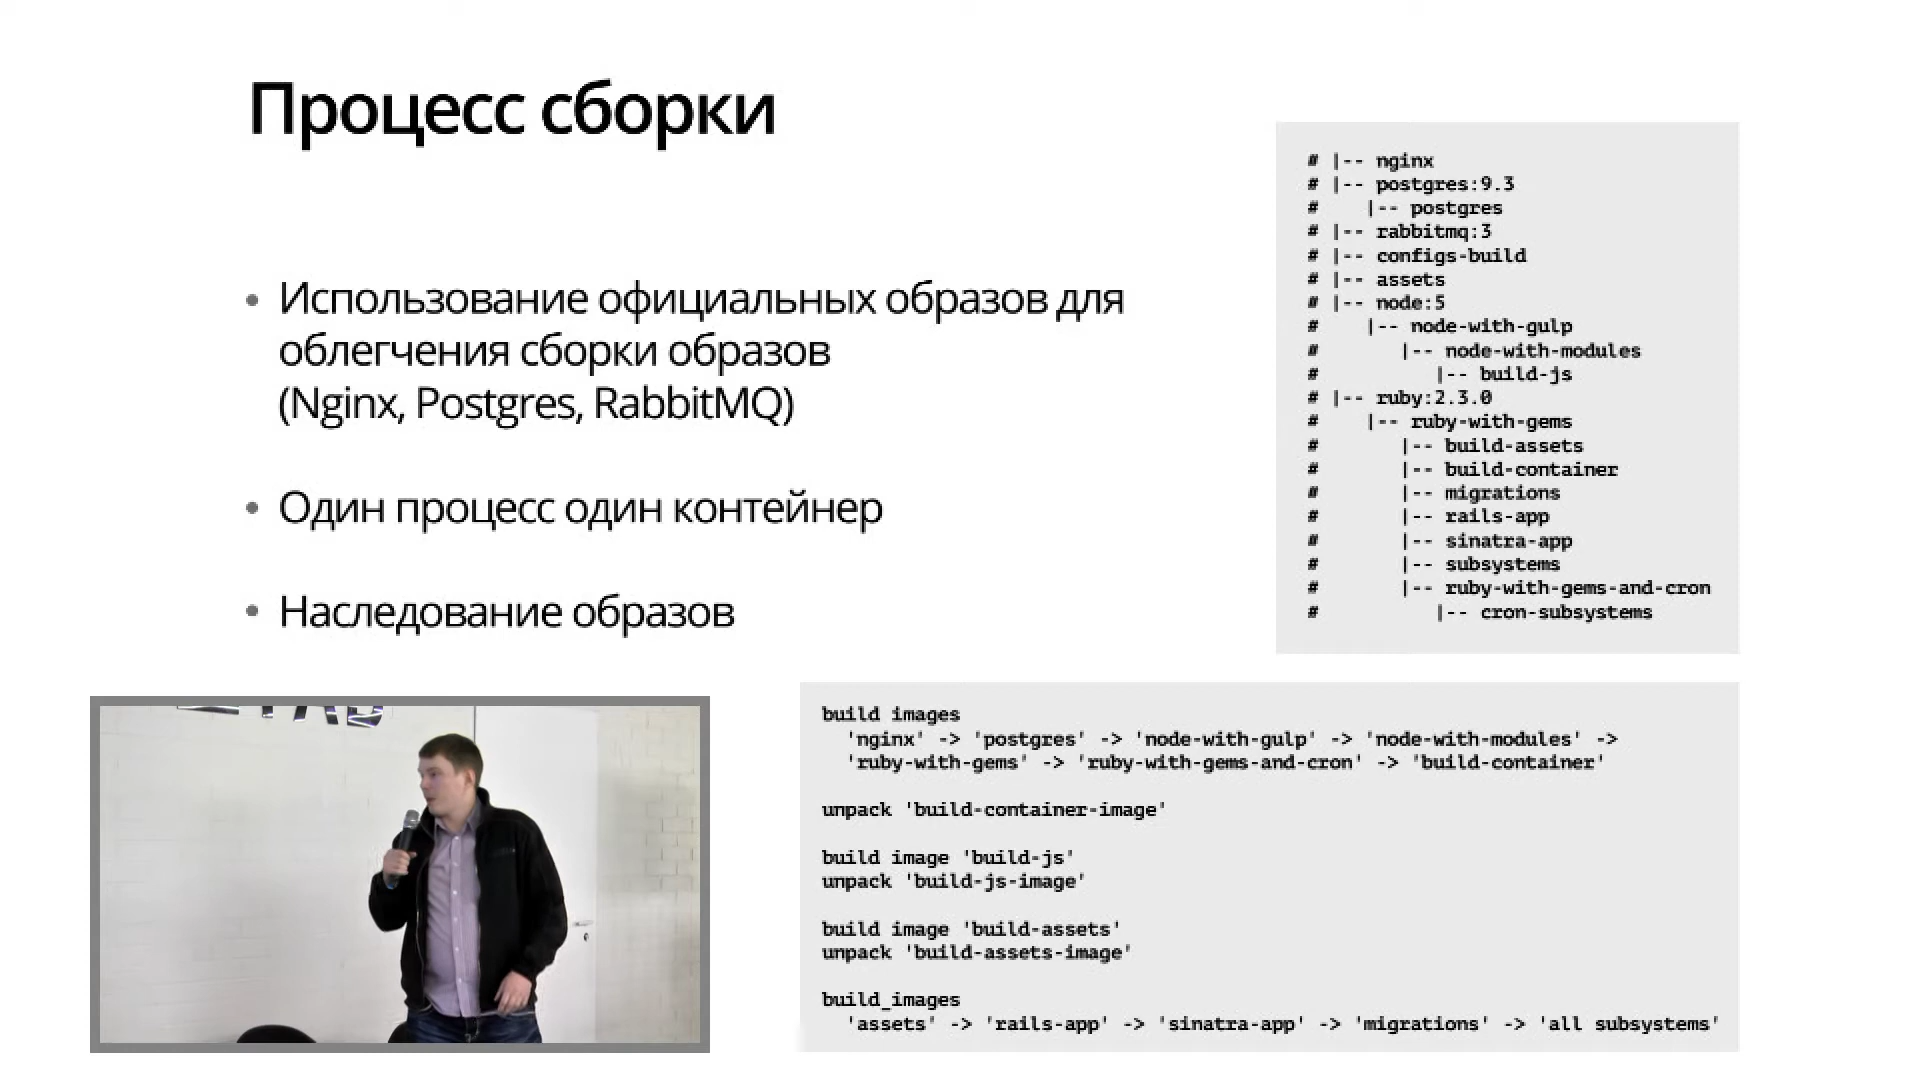 Процесс сборки
• Использование официальных образов для
облегчения сборки образов
(Nginx, Postgres, RabbitMQ)
• Один процесс один контейнер
• Наследование образов
# |-- nginx
# |-- postgres:9.3
#    |-- postgres
# |-- rabbitmq:3
# |-- configs-build
# |-- assets
# |-- node:5
#    |-- node-with-gulp
#       |-- node-with-modules
#          |-- build-js
# |-- ruby:2.3.0
#    |-- ruby-with-gems
#       |-- build-assets
#       |-- build-container
#       |-- migrations
#       |-- rails-app
#       |-- sinatra-app
#       |-- subsystems
#       |-- ruby-with-gems-and-cron
#          |-- cron-subsystems
build images
  'nginx' -> 'postgres' -> 'node-with-gulp' -> 'node-with-modules' ->
  'ruby-with-gems' -> 'ruby-with-gems-and-cron' -> 'build-container'
unpack 'build-container-image'
build image 'build-js'
unpack 'build-js-image'
build image 'build-assets'
unpack 'build-assets-image'
build_images
  'assets' -> 'rails-app' -> 'sinatra-app' -> 'migrations' -> 'all subsystems'